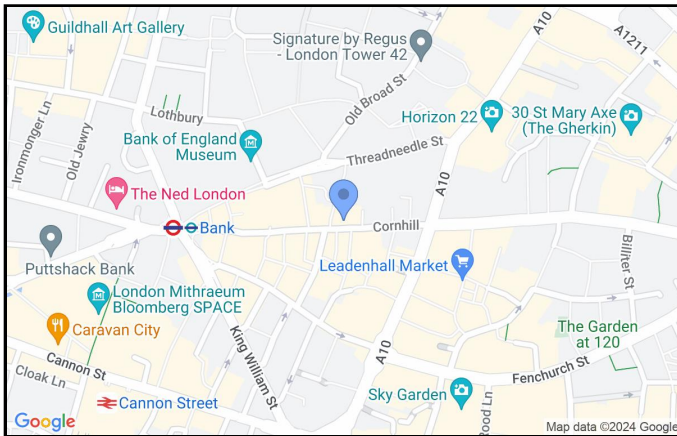 Guildhall Art Gallery
Signature by Regus
- London Tower 42
A10
A1211
Old Broad St
Lothbury
Ironmonger Ln
Old Jewry
Bank of England
Museum
Horizon 22
30 St Mary Axe
(The Gherkin)
Threadneedle St
A10
The Ned London
Bank
Cornhill
Puttshack Bank
Leadenhall Market
Billiter St
London Mithraeum
Bloomberg SPACE
Caravan City
King William St
The Garden
at 120
A10
Cannon St
Cloak Ln
Fenchurch St
Cannon Street
Sky Garden
Rood Ln
Google
Map data ©2024 Google